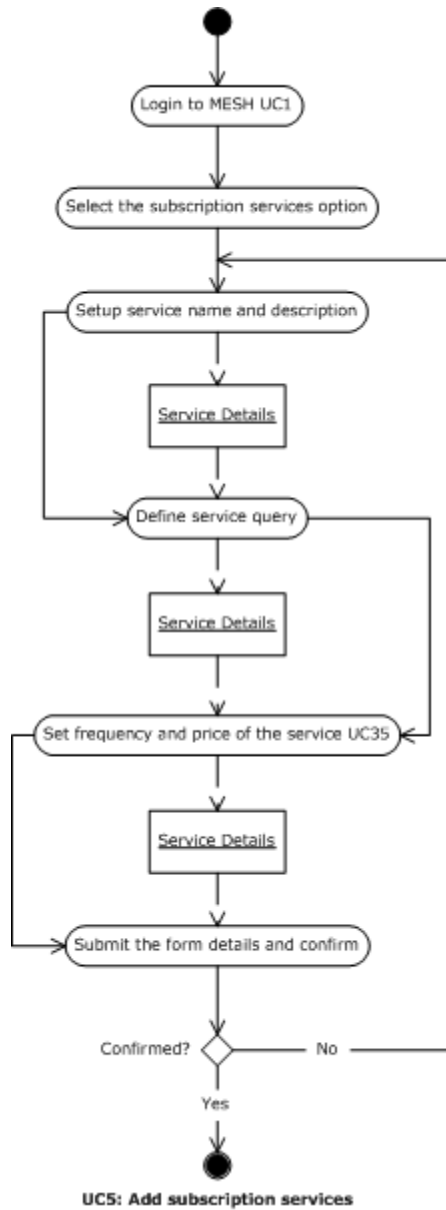 Login to MESH UC1
Select the subscription services option
Setup service name and description
Service Details
Define service query
Service Details
Set frequency and price of the service UC35
Service Details
Submit the form details and confirm
Confirmed?
No
Yes
UC5: Add subscription services